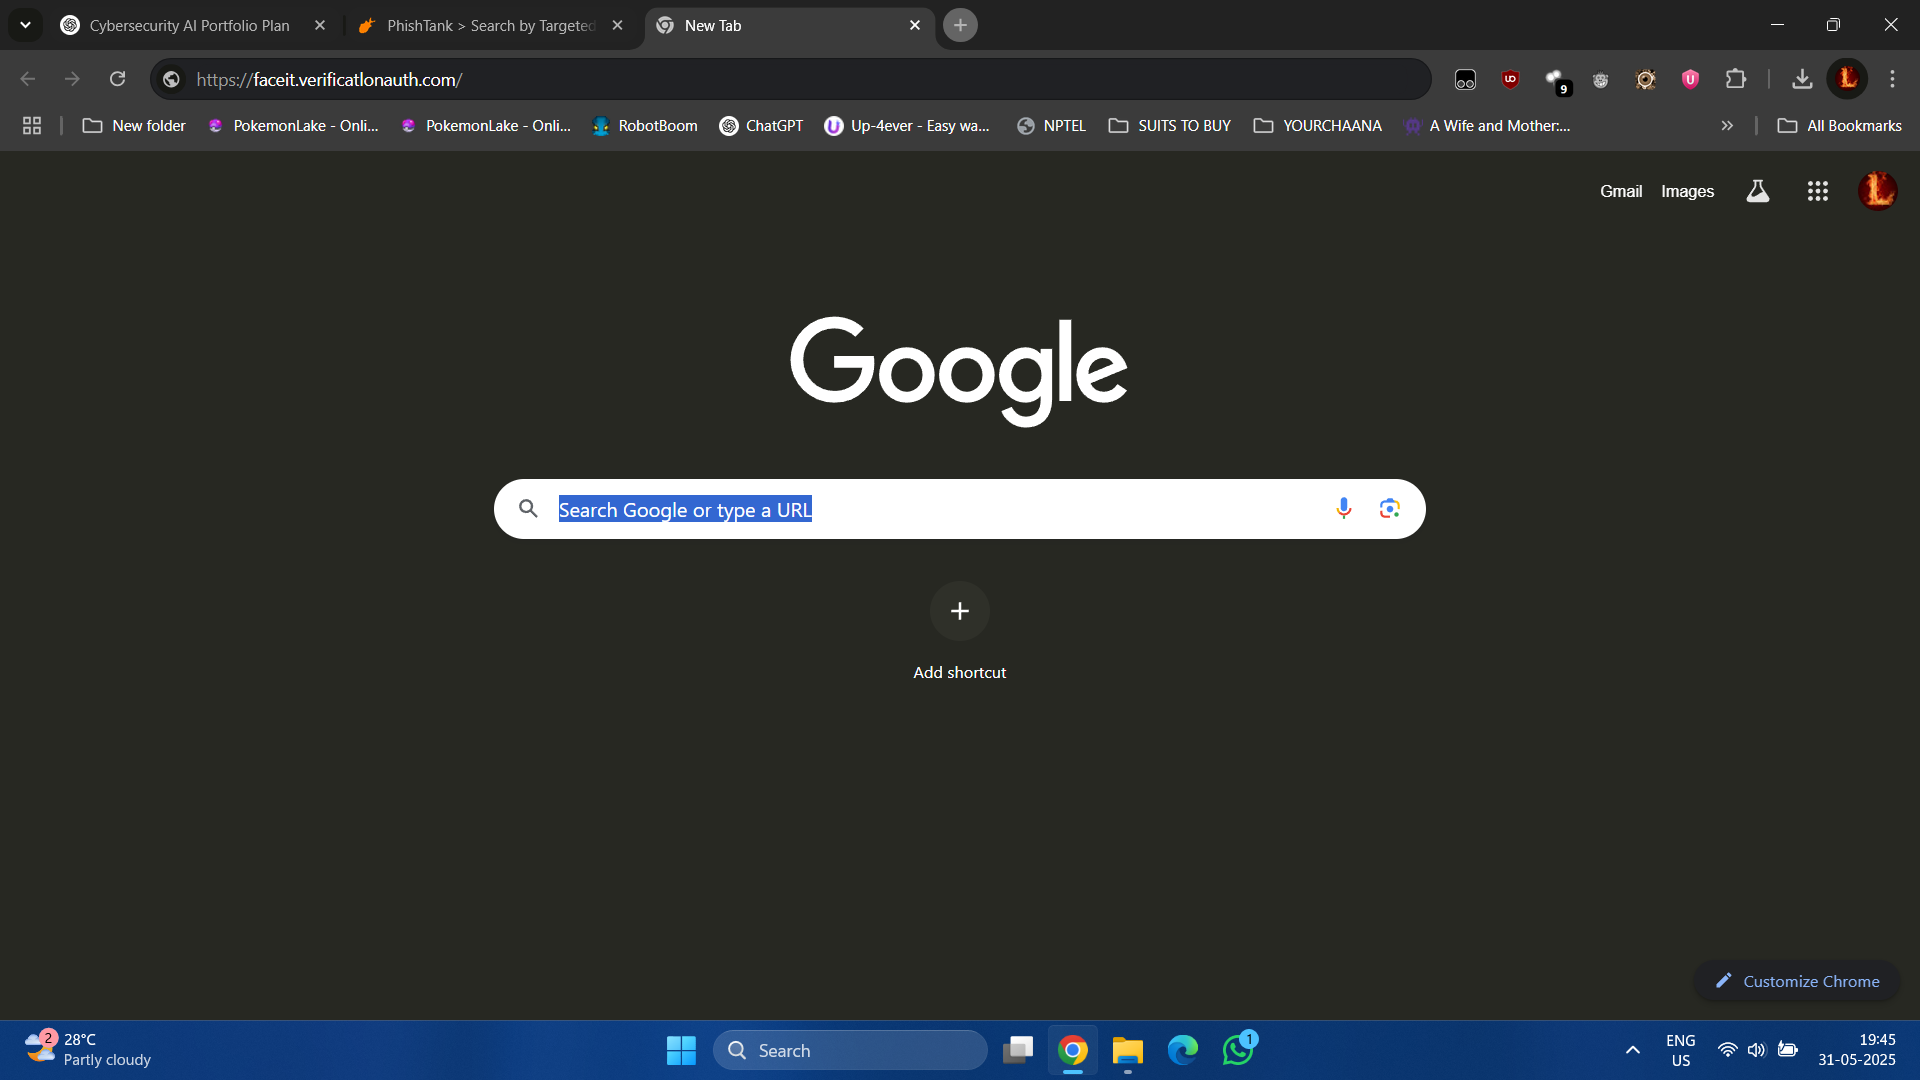 Cybersecurity AI Portfolio Plan
PhishTank > Search by Targeted
New Tab
https://faceit.verificatlonauth.com/
UD
9
U
New folder
PokemonLake - Onli...
PokemonLake - Onli...
RobotBoom
ChatGPT
Up-4ever - Easy wa...
NPTEL
SUITS TO BUY
YOURCHAANA
A Wife and Mother:...
All Bookmarks
Gmail
Images
L
Google
Search Google or type a URL
Add shortcut
Customize Chrome
2
28°C
Partly cloudy
Search
1
ENG
US
19:45
31-05-2025